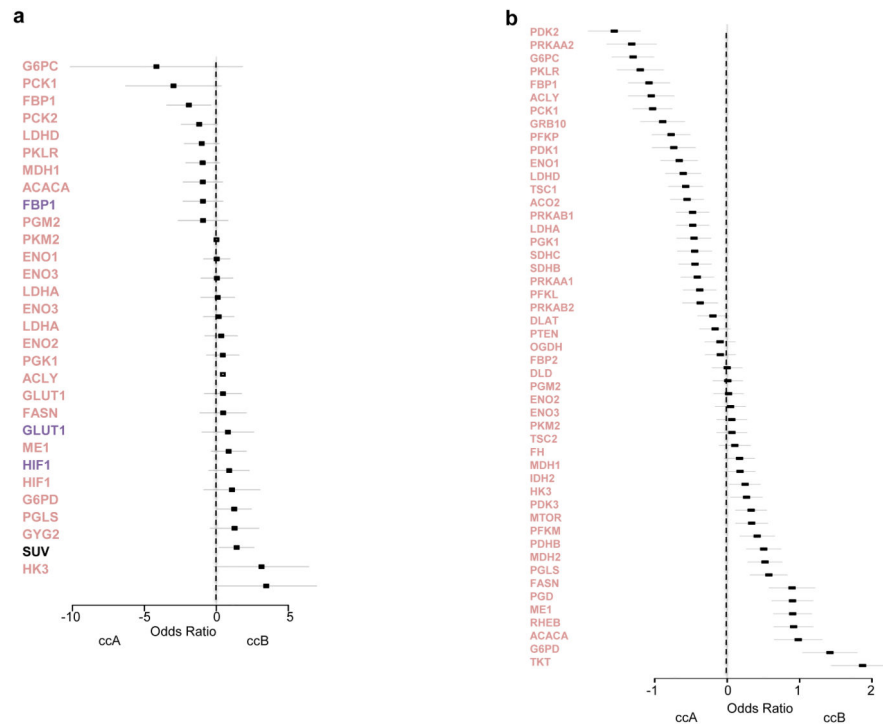 a
G6PC
PCK1
FBP1
PCK2
LDHD
PKLR
MDH1
ACACA
FBP1
PGM2
PKM2
ENO1
ENO3
LDHA
ENO3
LDHA
ENO2
PGK1
ACLY
GLUT1
FASN
GLUT1
ME1
HIF1
HIF1
G6PD
PGLS
GYG2
SUV
HK3
-10 -5 0 5
Odds Ratio
ccA ccB
b
PDK2
PRKAA2
G6PC
PKLR
FBP1
ACLY
PCK1
GRB10
PFKP
PDK1
ENO1
LDHD
TSC1
ACO2
PRKAB1
LDHA
PGK1
SDHC
SDHB
PRKAA1
PFKL
PRKAB2
DLAT
PTEN
OGDH
FBP2
DLD
PGM2
ENO2
ENO3
PKM2
TSC2
FH
MDH1
IDH2
HK3
PDK3
MTOR
PFKM
PDHB
MDH2
PGLS
FASN
PGD
ME1
RHEB
ACACA
G6PD
TKT
-1 0 1 2
Odds Ratio
ccA ccB